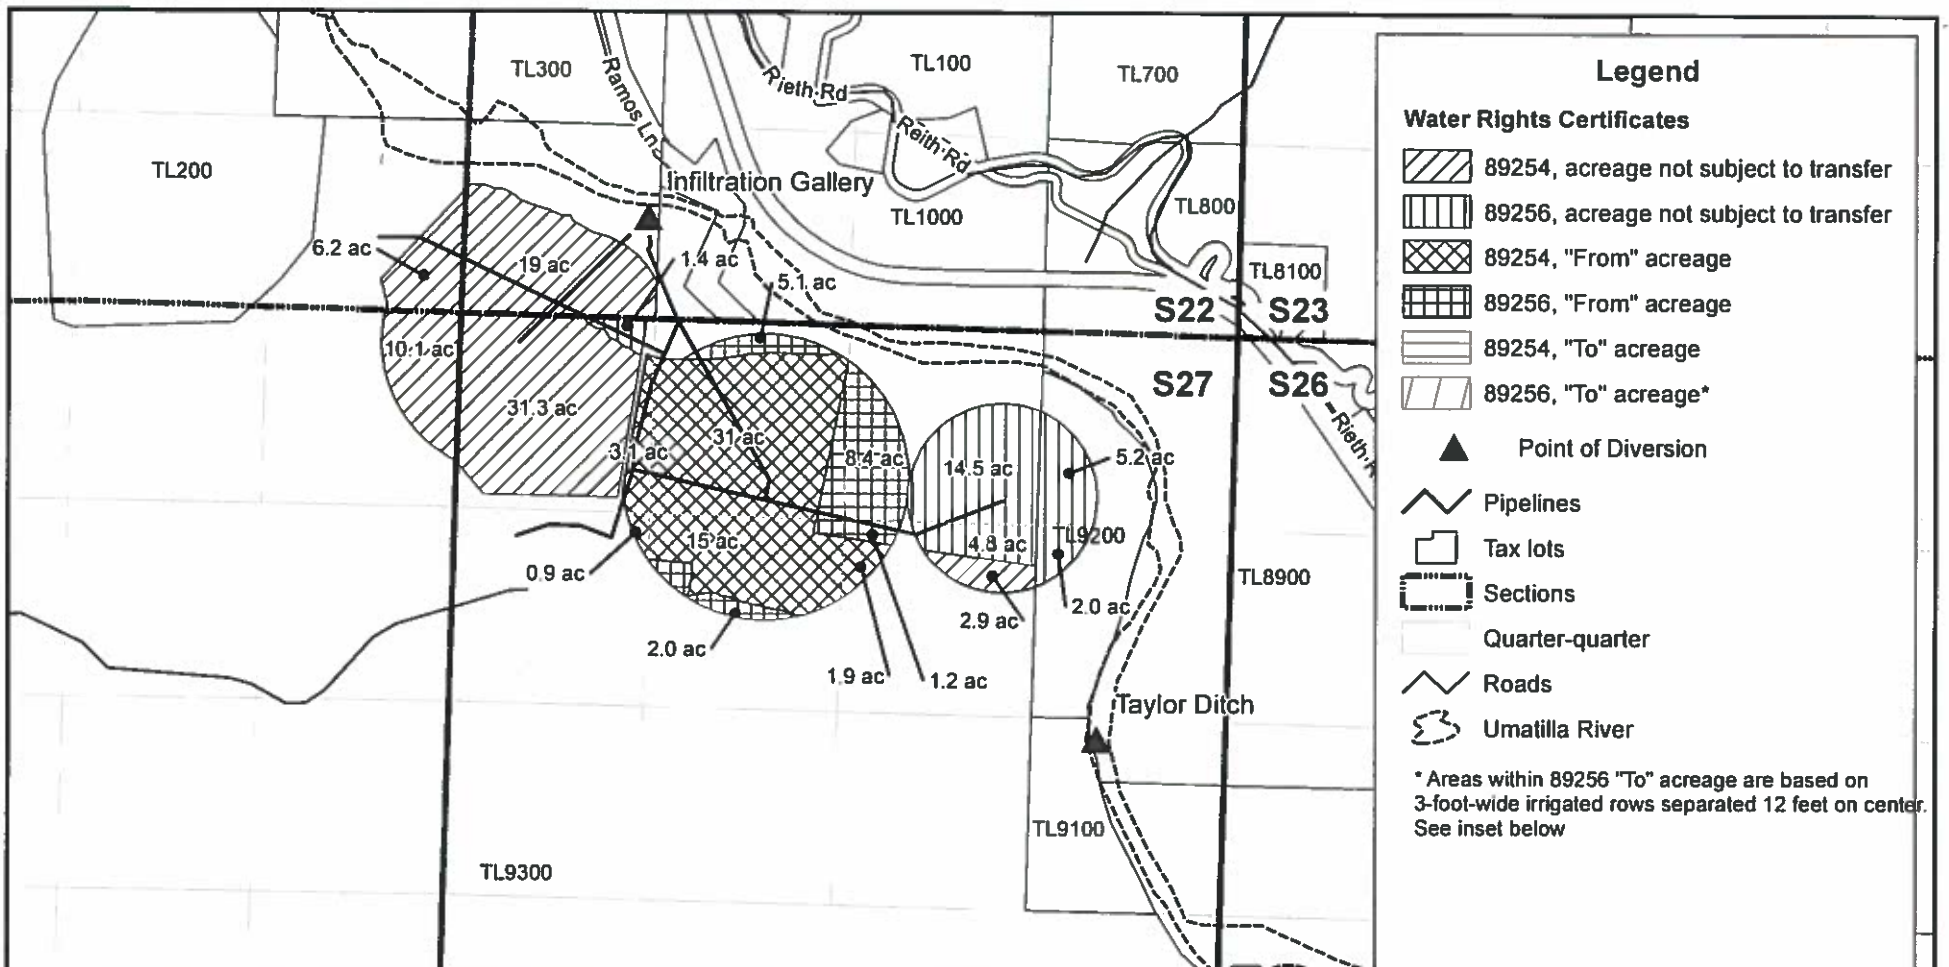 TL300
TL100
TL700
Ramos Ln
Rieth Rd
Reith Rd
TL200
Infiltration Gallery
TL1000
TL800
6.2 ac
19 ac
1.4 ac
5.1 ac
TL8100
S22
S23
10.1 ac
S27
S26
31.3 ac
3.1 ac
31 ac
8.4 ac
14.5 ac
5.2 ac
15 ac
4.8 ac
TL9200
0.9 ac
2.9 ac
2.0 ac
TL8900
2.0 ac
1.9 ac
1.2 ac
Taylor Ditch
TL9100
TL9300
Legend
Water Rights Certificates
89254, acreage not subject to transfer
89256, acreage not subject to transfer
89254, "From" acreage
89256, "From" acreage
89254, "To" acreage
89256, "To" acreage*
Point of Diversion
Pipelines
Tax lots
Sections
Quarter-quarter
Roads
Umatilla River
* Areas within 89256 "To" acreage are based on
3-foot-wide irrigated rows separated 12 feet on center.
See inset below